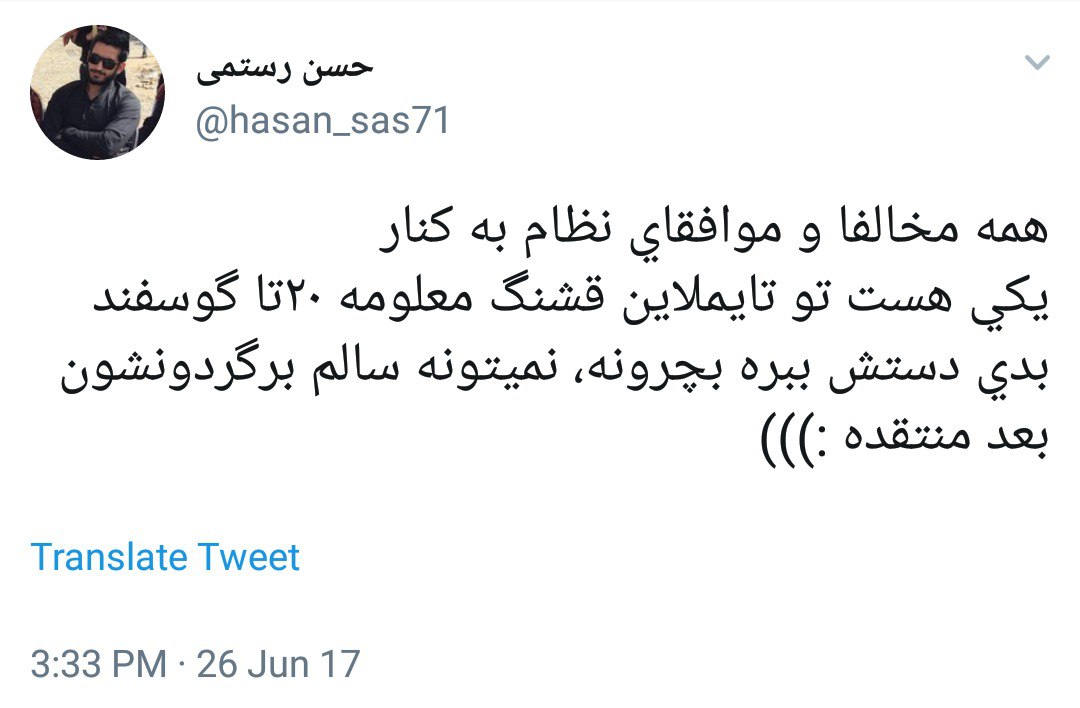 حسن رستمی
@hasan_sas71
همه مخالفا و موافقاي نظام به كنار
يكي هست تو تايملاين قشنگ معلومه ۲۰تا گوسفند
بدي دستش ببره بچرونه، نميتونه سالم برگردونشون
بعد منتقده :)))
Translate Tweet
3:33 PM · 26 Jun 17